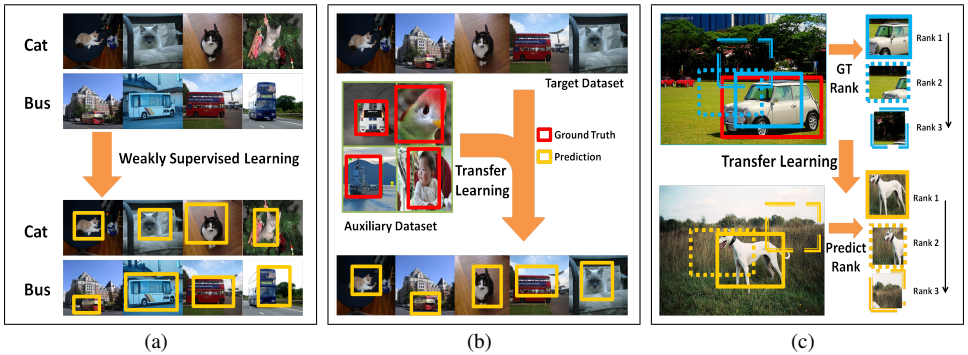 Cat
Bus
Weakly Supervised Learning
Cat
Bus
(a)
Target Dataset
Ground Truth
Prediction
Transfer
Learning
Auxiliary Dataset
(b)
GT
Rank
Rank 1
Rank 2
Rank 3
Transfer Learning
Predict
Rank
Rank 1
Rank 2
Rank 3
(c)